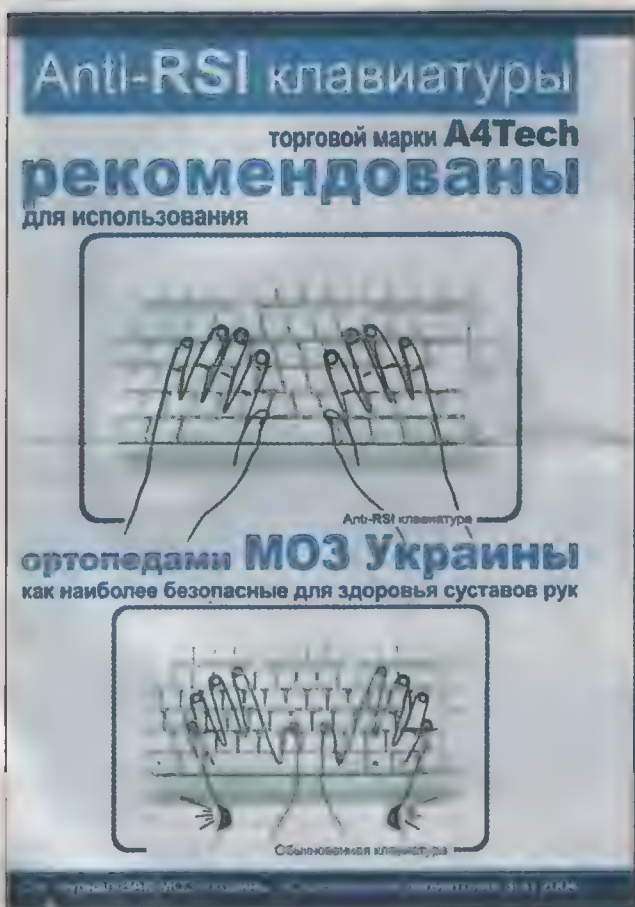 Anti-RSI клавиатуры
торговой марки A4Tech
рекомендованы
для использования
Anti-RSI клавиатура
ортопедами МОЗ Украины
как наиболее безопасные для здоровья суставов рук
Обыкновенная клавиатура